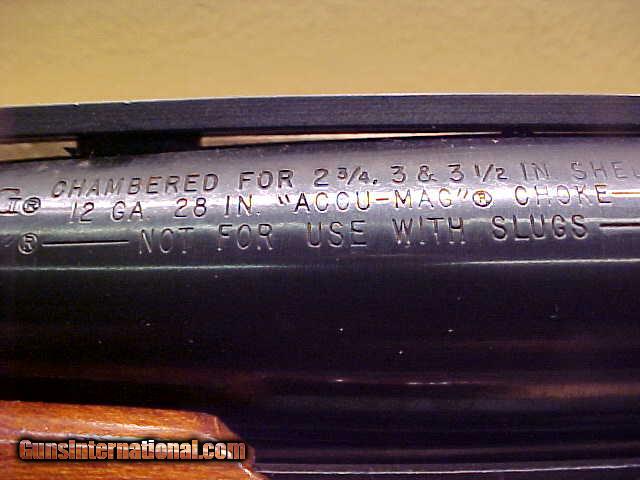 CHAMBERED FOR 2 3/4, 3 & 3 1/2 IN SHEL
® 12 GA. 28 IN. "ACCU-MAG"® CHOKE—
®—— NOT FOR USE WITH SLUGS——
GunsInternational.com